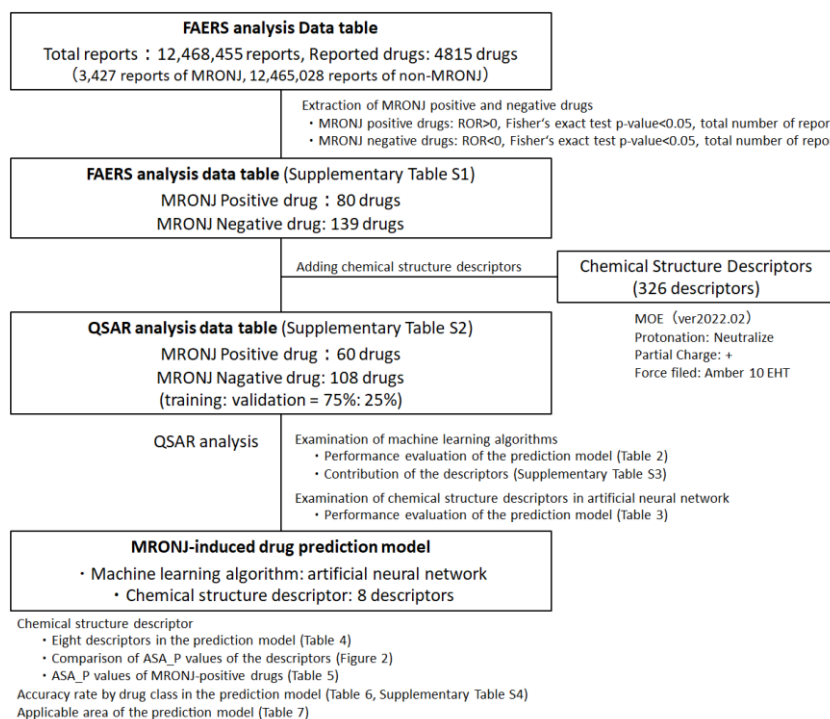 FAERS analysis Data table
Total reports：12,468,455 reports, Reported drugs: 4815 drugs
(3,427 reports of MRONJ, 12,465,028 reports of non-MRONJ)
Extraction of MRONJ positive and negative drugs
・MRONJ positive drugs: ROR>0, Fisher's exact test p-value<0.05, total number of repor
・MRONJ negative drugs: ROR<0, Fisher's exact test p-value<0.05, total number of repo
FAERS analysis data table (Supplementary Table S1)
MRONJ Positive drug：80 drugs
MRONJ Negative drug: 139 drugs
Adding chemical structure descriptors
Chemical Structure Descriptors
(326 descriptors)
MOE（ver2022.02)
Protonation: Neutralize
Partial Charge: +
Force filed: Amber 10 EHT
QSAR analysis data table (Supplementary Table S2)
MRONJ Positive drug：60 drugs
MRONJ Nagative drug: 108 drugs
(training: validation = 75%: 25%)
QSAR analysis
Examination of machine learning algorithms
・Performance evaluation of the prediction model (Table 2)
・Contribution of the descriptors (Supplementary Table S3)
Examination of chemical structure descriptors in artificial neural network
・Performance evaluation of the prediction model (Table 3)
MRONJ-induced drug prediction model
・Machine learning algorithm: artificial neural network
・Chemical structure descriptor: 8 descriptors
Chemical structure descriptor
・Eight descriptors in the prediction model (Table 4)
・Comparison of ASA_P values of the descriptors (Figure 2)
・ASA_P values of MRONJ-positive drugs (Table 5)
Accuracy rate by drug class in the prediction model (Table 6, Supplementary Table S4)
Applicable area of the prediction model (Table 7)